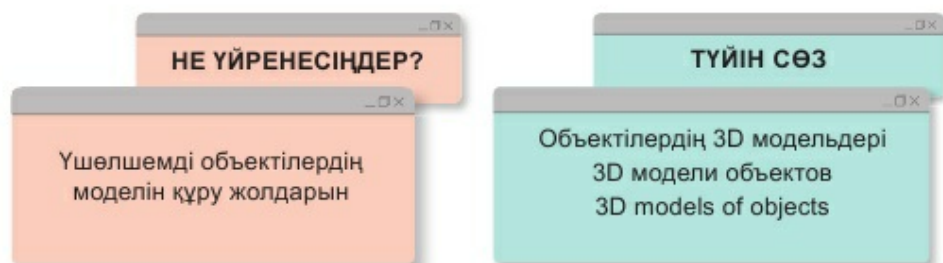 НЕ ҮЙРЕНЕСІҢДЕР?
Үшөлшемді объектілердің
моделін құру жолдарын
ТҮЙІН СӨЗ
Объектілердің 3D модельдері
3D модели объектов
3D models of objects